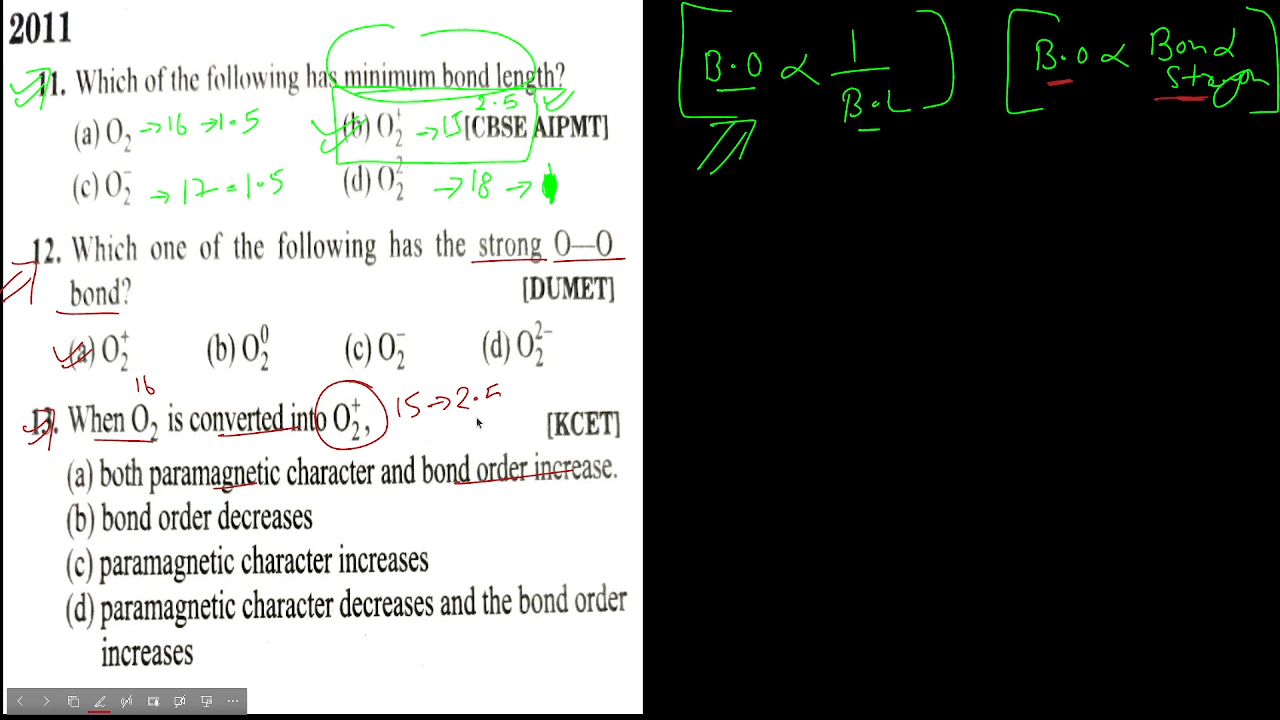 2011
11. Which of the following has minimum bond length?
(a) O₂ → 16 → 1.5 (b) O₂⁺ → 15 2.5 [CBSE AIPMT]
(c) O₂⁻ → 17 = 1.5 (d) O₂²⁻ → 18 →
12. Which one of the following has the strong O—O
bond? [DUMET]
(a) O₂⁺ (b) O₂⁰ (c) O₂⁻ (d) O₂²⁻
16
13. When O₂ is converted into O₂⁺, 15 → 2.5 [KCET]
(a) both paramagnetic character and bond order increase.
(b) bond order decreases
(c) paramagnetic character increases
(d) paramagnetic character decreases and the bond order
increases
B.O ∝ 1/B.L
B.O ∝ Bond